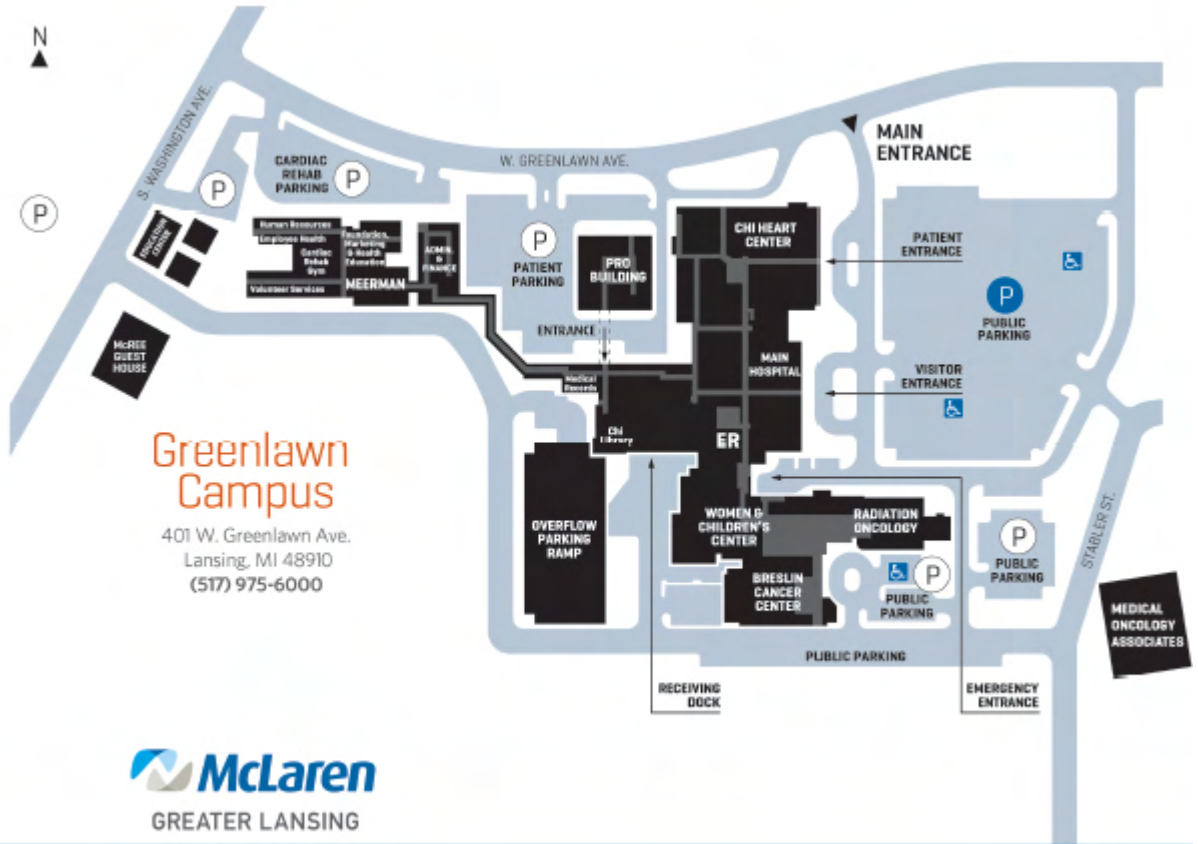 N
S. WASHINGTON AVE.
P
P
CARDIAC
REHAB
PARKING
P
W. GREENLAWN AVE.
MAIN
ENTRANCE
EDUCATION
CENTER
Human Resources
Employee Health
Cardiac
Rehab
Gym
Volunteer Services
Foundation,
Marketing
& Health
Education
MEERMAN
ADMIN.
&
FINANCE
P
PATIENT
PARKING
PRO
BUILDING
CHI HEART
CENTER
PATIENT
ENTRANCE
P
PUBLIC
PARKING
ENTRANCE
McREE
GUEST
HOUSE
Medical
Records
MAIN
HOSPITAL
VISITOR
ENTRANCE
Chi
Library
ER
Greenlawn
Campus
401 W. Greenlawn Ave.
Lansing, MI 48910
(517) 975-6000
OVERFLOW
PARKING
RAMP
WOMEN &
CHILDREN'S
CENTER
RADIATION
ONCOLOGY
P
PUBLIC
PARKING
STABLER ST.
BRESLIN
CANCER
CENTER
P
PUBLIC
PARKING
MEDICAL
ONCOLOGY
ASSOCIATES
PUBLIC PARKING
RECEIVING
DOCK
EMERGENCY
ENTRANCE
McLaren
GREATER LANSING